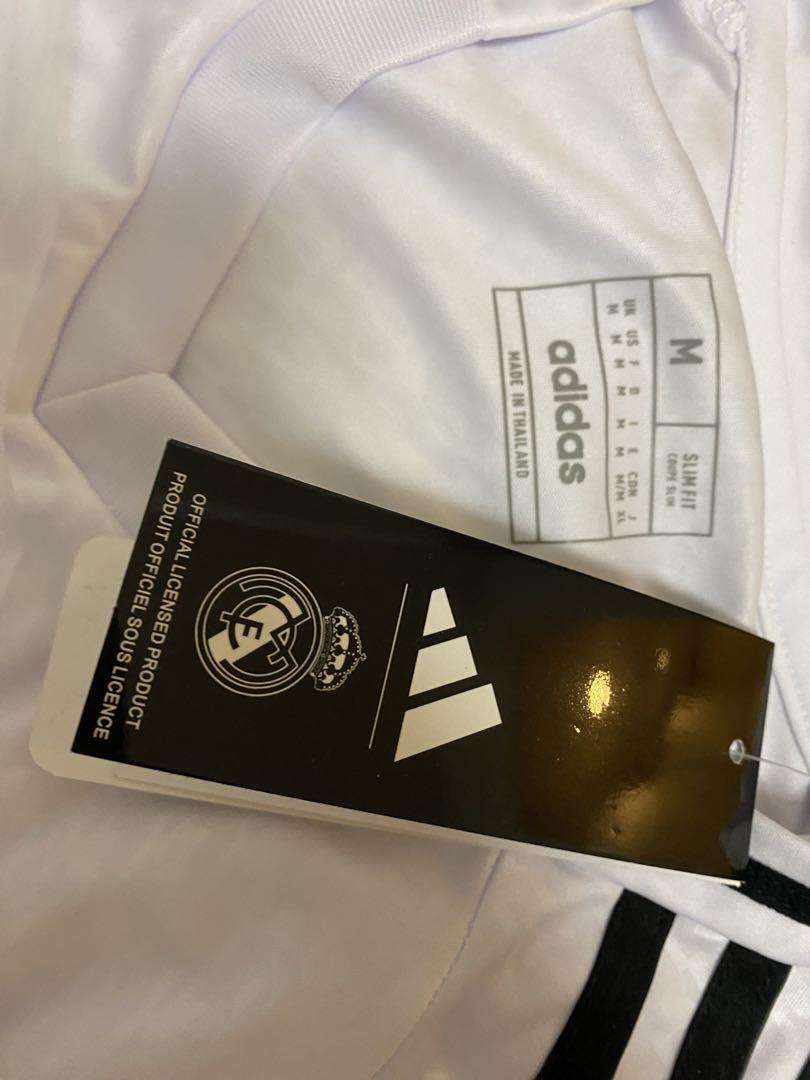 M
SLIM FIT
COUPE SLIM
UK US F D I E CDN J
M M M M M M M/M XL
adidas
MADE IN THAILAND
OFFICIAL LICENSED PRODUCT
PRODUIT OFFICIEL SOUS LICENCE